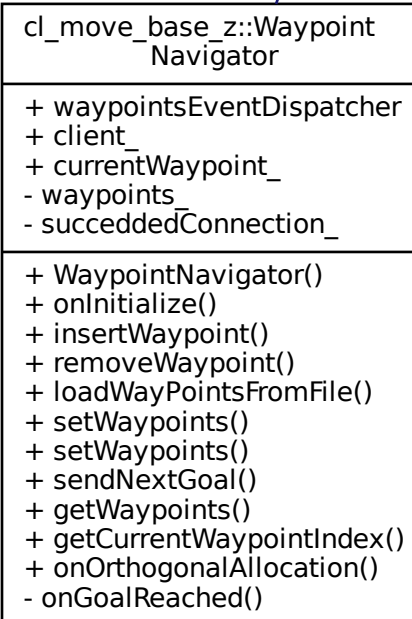 cl_move_base_z::Waypoint
Navigator
+ waypointsEventDispatcher
+ client_
+ currentWaypoint_
- waypoints_
- succeddedConnection_
+ WaypointNavigator()
+ onInitialize()
+ insertWaypoint()
+ removeWaypoint()
+ loadWayPointsFromFile()
+ setWaypoints()
+ setWaypoints()
+ sendNextGoal()
+ getWaypoints()
+ getCurrentWaypointIndex()
+ onOrthogonalAllocation()
- onGoalReached()